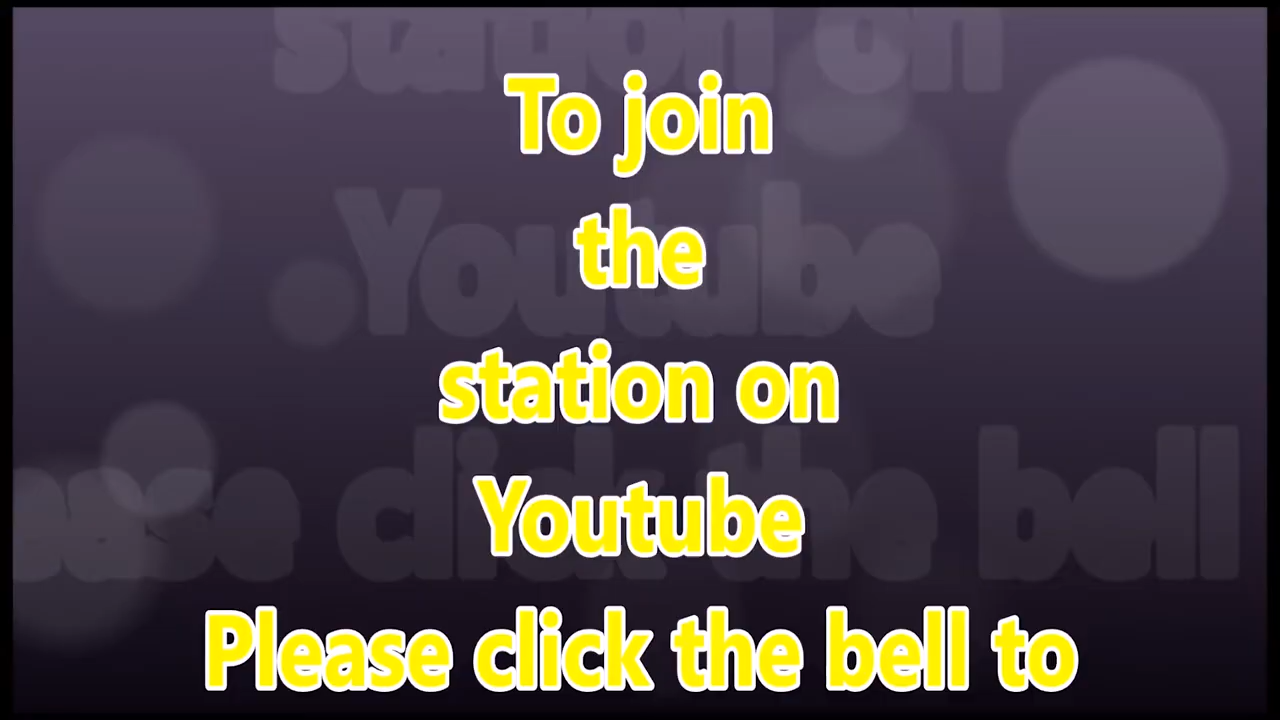 To join
the
station on
Youtube
Please click the bell to